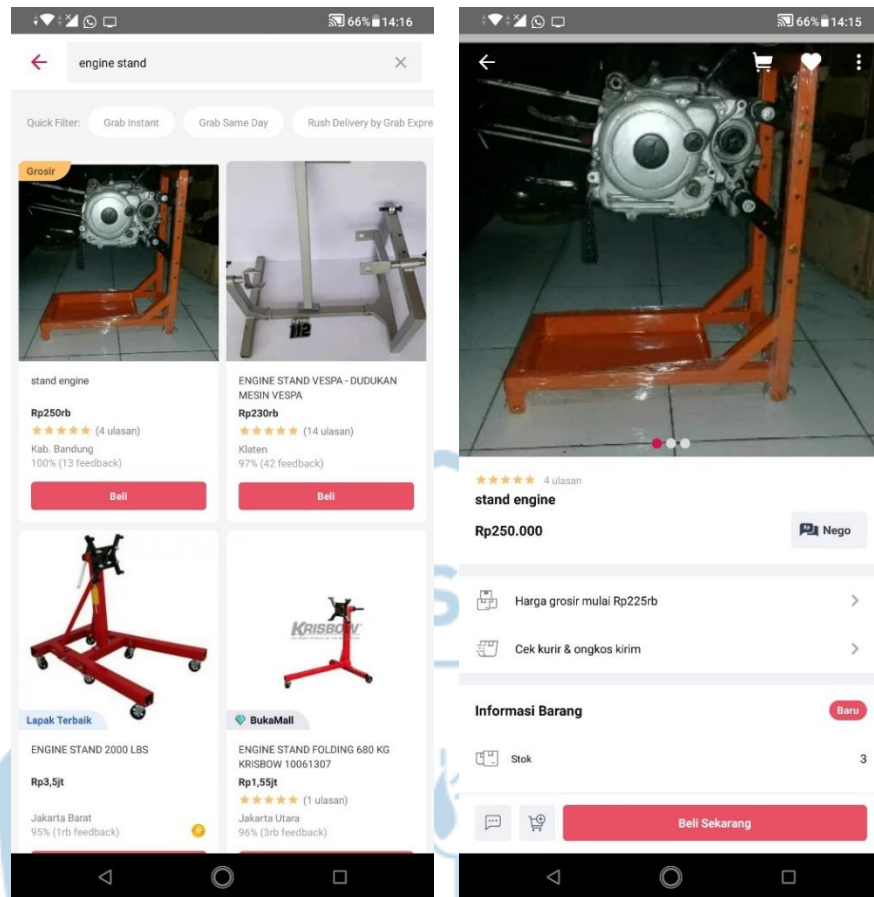 66% 14:16
engine stand
Quick Filter:
Grab Instant
Grab Same Day
Rush Delivery by Grab Expre
Grosir
stand engine
Rp250rb
(4 ulasan)
Kab. Bandung
100% (13 feedback)
Beli
112
ENGINE STAND VESPA - DUDUKAN
MESIN VESPA
Rp230rb
(14 ulasan)
Klaten
97% (42 feedback)
Beli
Lapak Terbaik
ENGINE STAND 2000 LBS
Rp3,5jt
Jakarta Barat
95% (1rb feedback)
KRISBOW
BukaMall
ENGINE STAND FOLDING 680 KG
KRISBOW 10061307
Rp1,55jt
(1 ulasan)
Jakarta Utara
96% (3rb feedback)
66% 14:15
4 ulasan
stand engine
Rp250.000
Nego
Harga grosir mulai Rp225rb
Cek kurir & ongkos kirim
Informasi Barang
Baru
Stok
3
Beli Sekarang